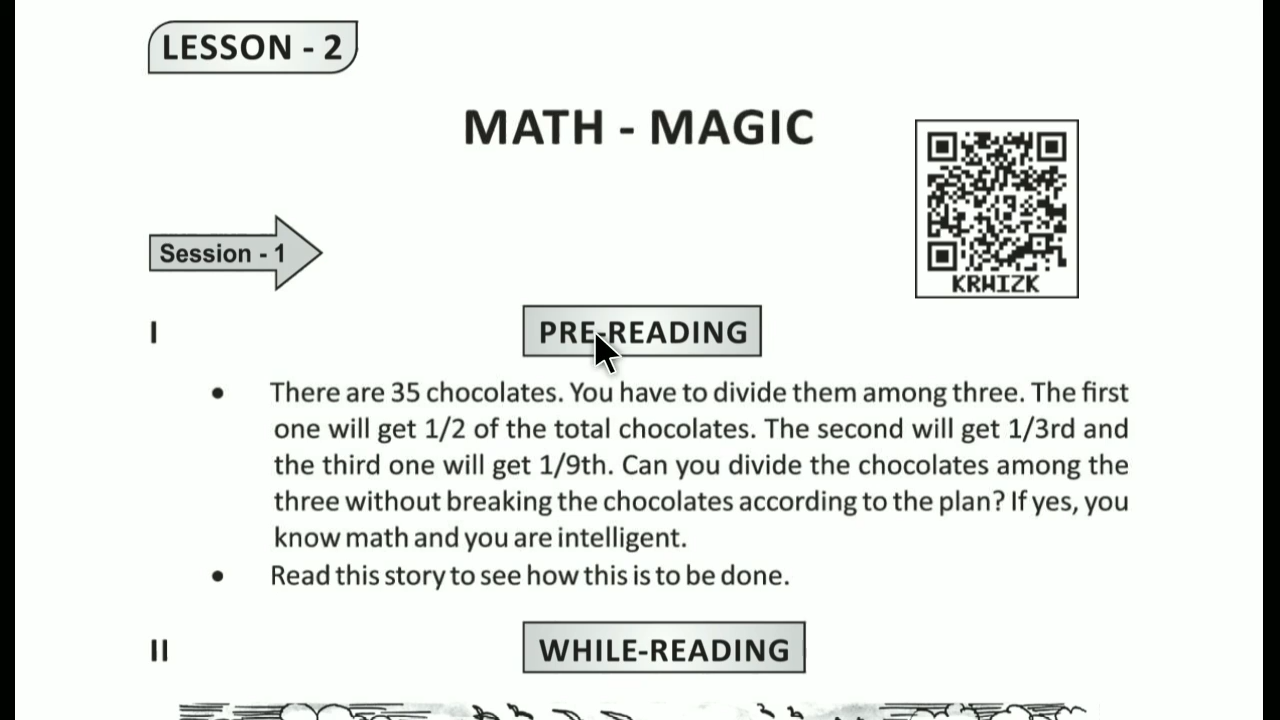 LESSON - 2
MATH - MAGIC
Session - 1
KRWIZK
I
PRE-READING
• There are 35 chocolates. You have to divide them among three. The first
one will get 1/2 of the total chocolates. The second will get 1/3rd and
the third one will get 1/9th. Can you divide the chocolates among the
three without breaking the chocolates according to the plan? If yes, you
know math and you are intelligent.
• Read this story to see how this is to be done.
II
WHILE-READING